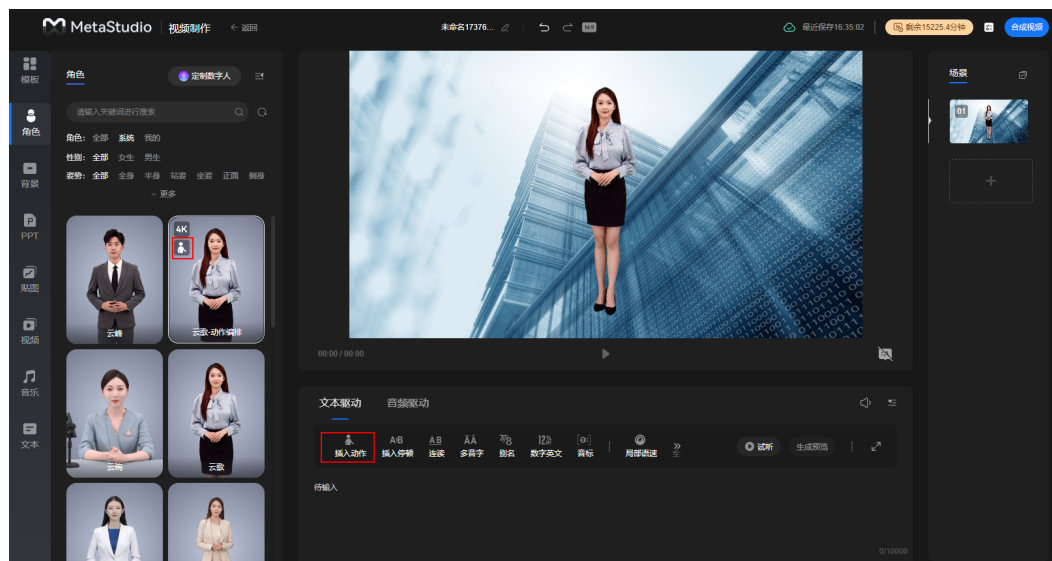 MetaStudio 视频制作 ← 返回
未命名17376...
16:9
最近保存16:35:02
剩余15225.4分钟
合成视频
模板
角色
背景
PPT
贴图
视频
音乐
文本
角色
定制数字人
请输入关键词进行搜索
角色: 全部 系统 我的
性别: 全部 女生 男生
姿势: 全部 全身 半身 站姿 坐姿 正面 侧身
更多
云峰
4K
云歌-动作编排
云婉
云歌
00:00 / 00:00
文本驱动 音频驱动
插入动作 插入停顿 连读 多音字 别名 数字英文 音标 局部语速
试听 生成预览
待输入
0/10000
场景
01
+